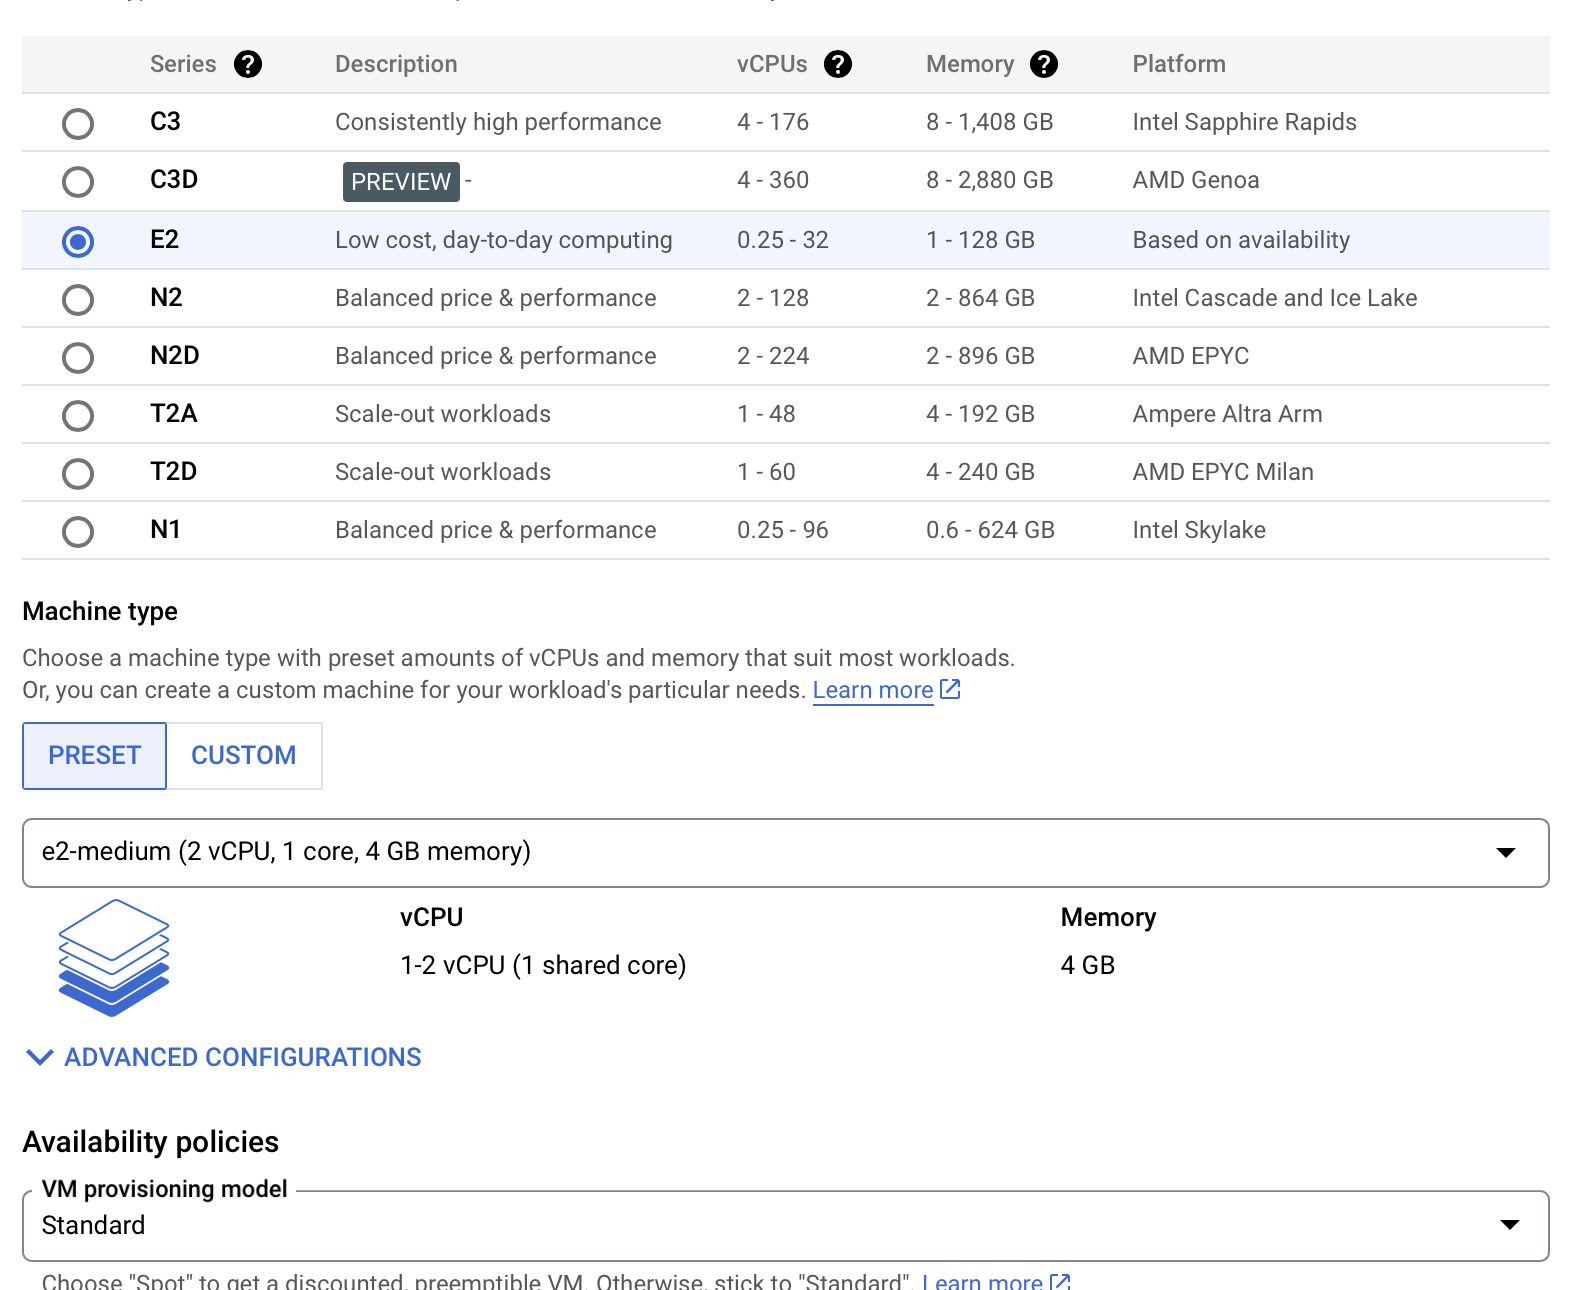 Series ? Description vCPUs ? Memory ? Platform
C3 Consistently high performance 4 - 176 8 - 1,408 GB Intel Sapphire Rapids
C3D PREVIEW - 4 - 360 8 - 2,880 GB AMD Genoa
E2 Low cost, day-to-day computing 0.25 - 32 1 - 128 GB Based on availability
N2 Balanced price & performance 2 - 128 2 - 864 GB Intel Cascade and Ice Lake
N2D Balanced price & performance 2 - 224 2 - 896 GB AMD EPYC
T2A Scale-out workloads 1 - 48 4 - 192 GB Ampere Altra Arm
T2D Scale-out workloads 1 - 60 4 - 240 GB AMD EPYC Milan
N1 Balanced price & performance 0.25 - 96 0.6 - 624 GB Intel Skylake
Machine type
Choose a machine type with preset amounts of vCPUs and memory that suit most workloads.
Or, you can create a custom machine for your workload's particular needs. Learn more
PRESET CUSTOM
e2-medium (2 vCPU, 1 core, 4 GB memory)
vCPU Memory
1-2 vCPU (1 shared core) 4 GB
ADVANCED CONFIGURATIONS
Availability policies
VM provisioning model
Standard
Choose "Spot" to get a discounted, preemptible VM. Otherwise, stick to "Standard". Learn more